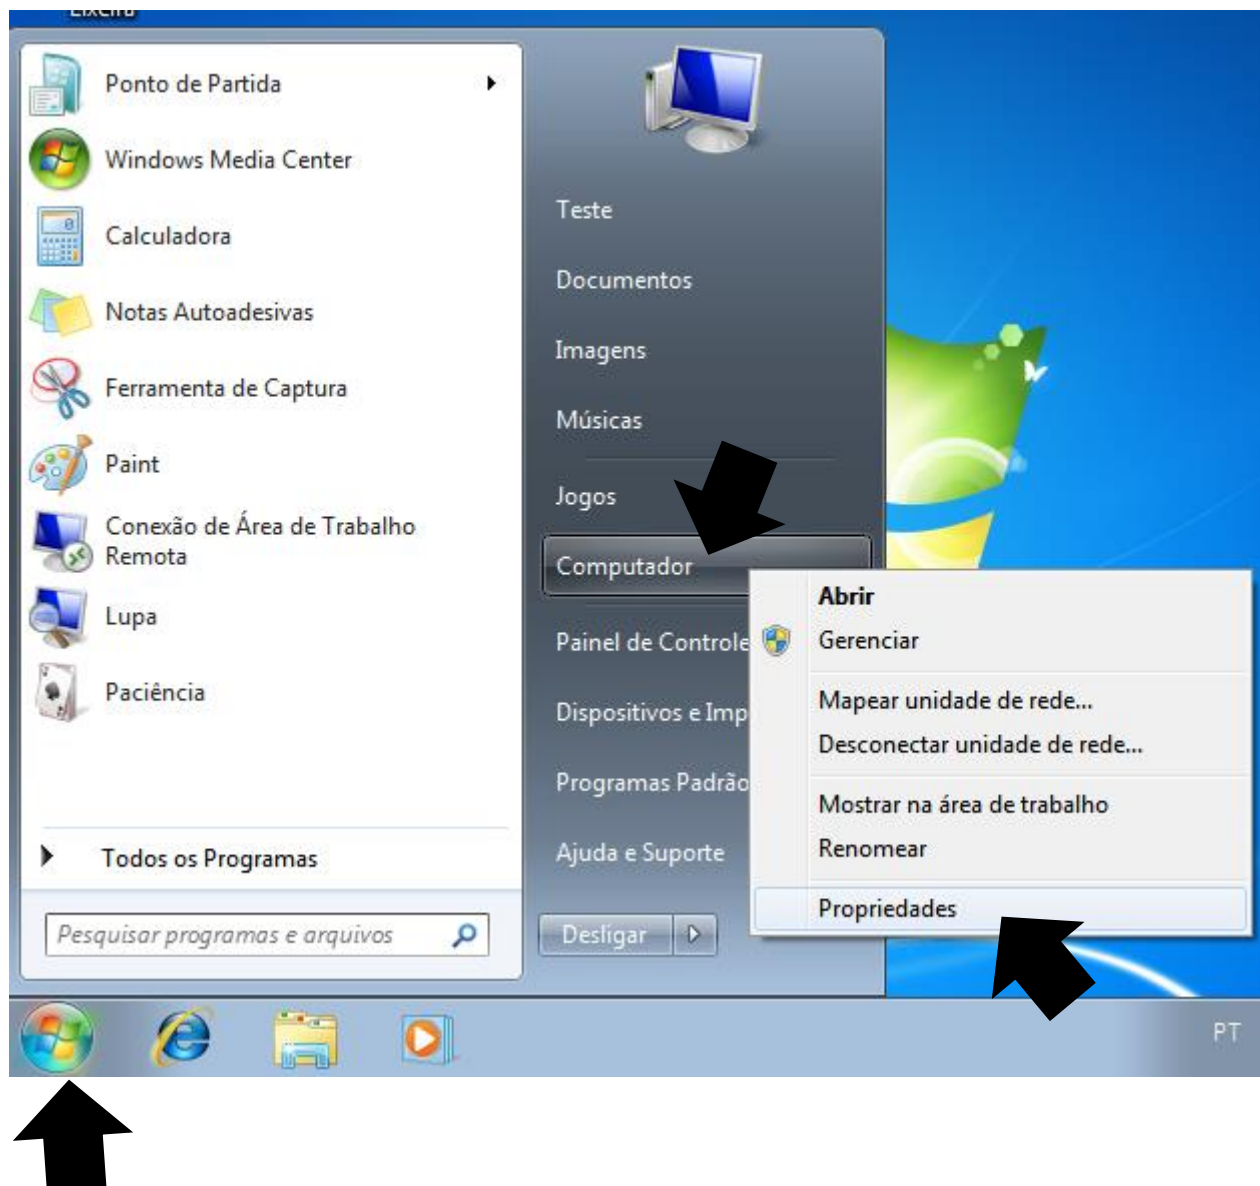 Ponto de Partida
Windows Media Center
Calculadora
Notas Autoadesivas
Ferramenta de Captura
Paint
Conexão de Área de Trabalho
Remota
Lupa
Paciência
Todos os Programas
Pesquisar programas e arquivos
Teste
Documentos
Imagens
Músicas
Jogos
Computador
Painel de Controle
Dispositivos e Imp
Programas Padrão
Ajuda e Suporte
Desligar
Abrir
Gerenciar
Mapear unidade de rede...
Desconectar unidade de rede...
Mostrar na área de trabalho
Renomear
Propriedades
PT